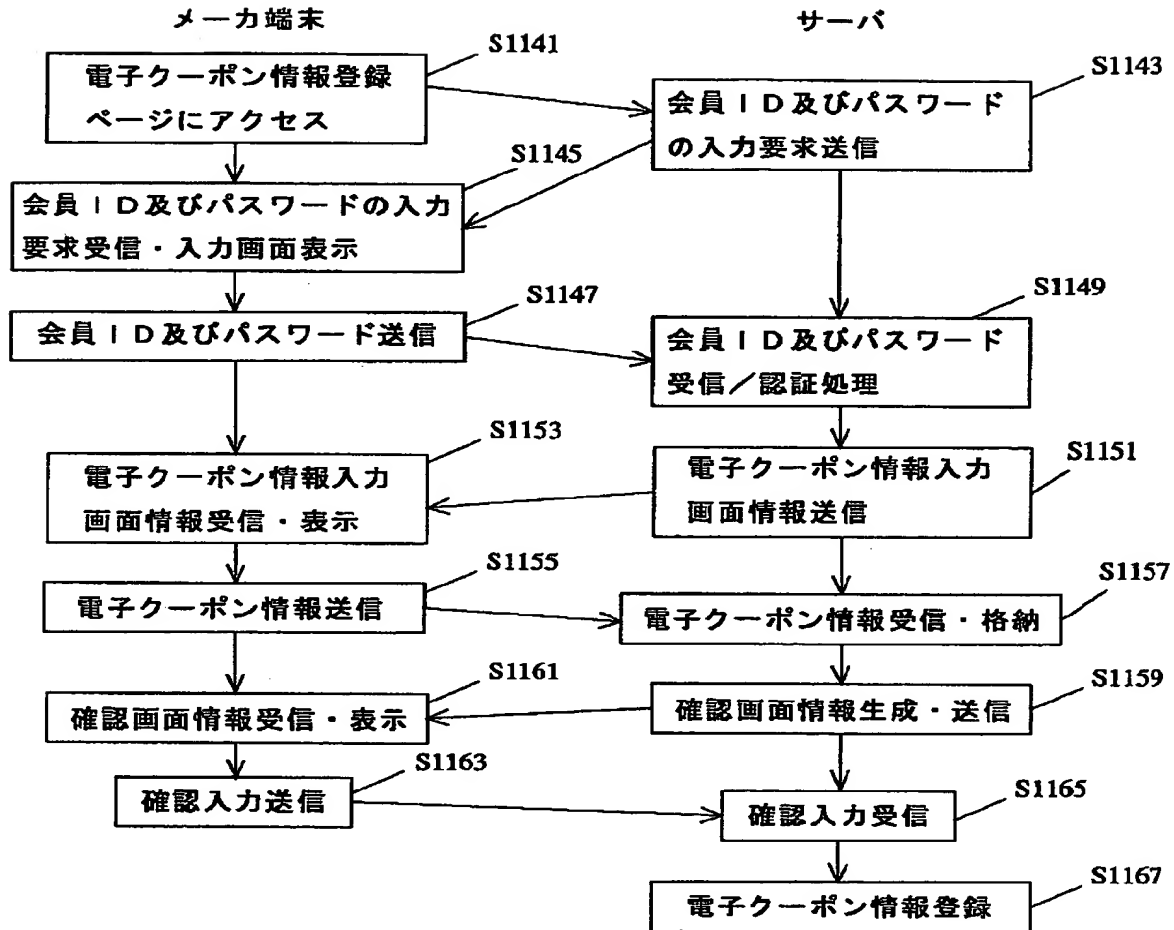 メーカ端末
サーバ
S1141
電子クーポン情報登録
ページにアクセス
S1143
会員ID及びパスワード
の入力要求送信
S1145
会員ID及びパスワードの入力
要求受信・入力画面表示
S1147
会員ID及びパスワード送信
S1149
会員ID及びパスワード
受信/認証処理
S1153
電子クーポン情報入力
画面情報受信・表示
S1151
電子クーポン情報入力
画面情報送信
S1155
電子クーポン情報送信
S1157
電子クーポン情報受信・格納
S1161
確認画面情報受信・表示
S1159
確認画面情報生成・送信
S1163
確認入力送信
S1165
確認入力受信
S1167
電子クーポン情報登録